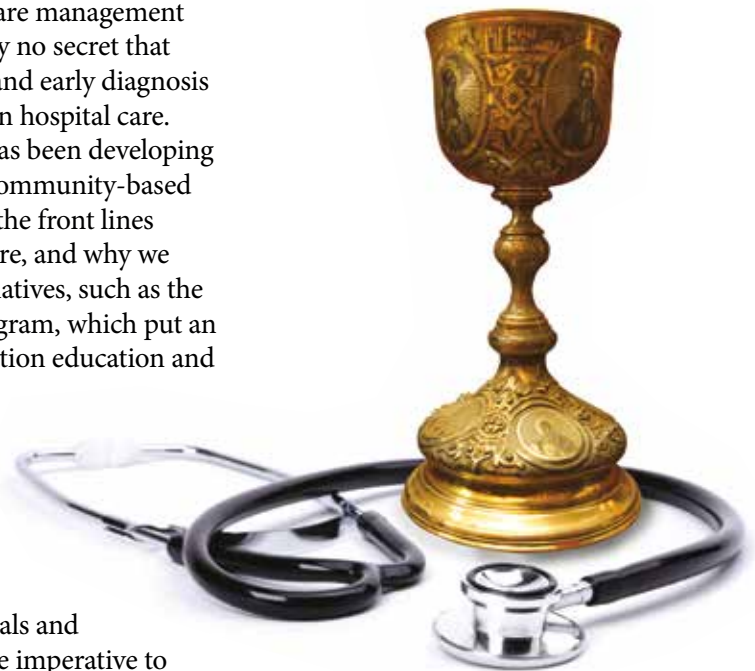 are management
y no secret that
and early diagnosis
n hospital care.
as been developing
ommunity-based
the front lines
re, and why we
iatives, such as the
gram, which put an
tion education and
als and
e imperative to